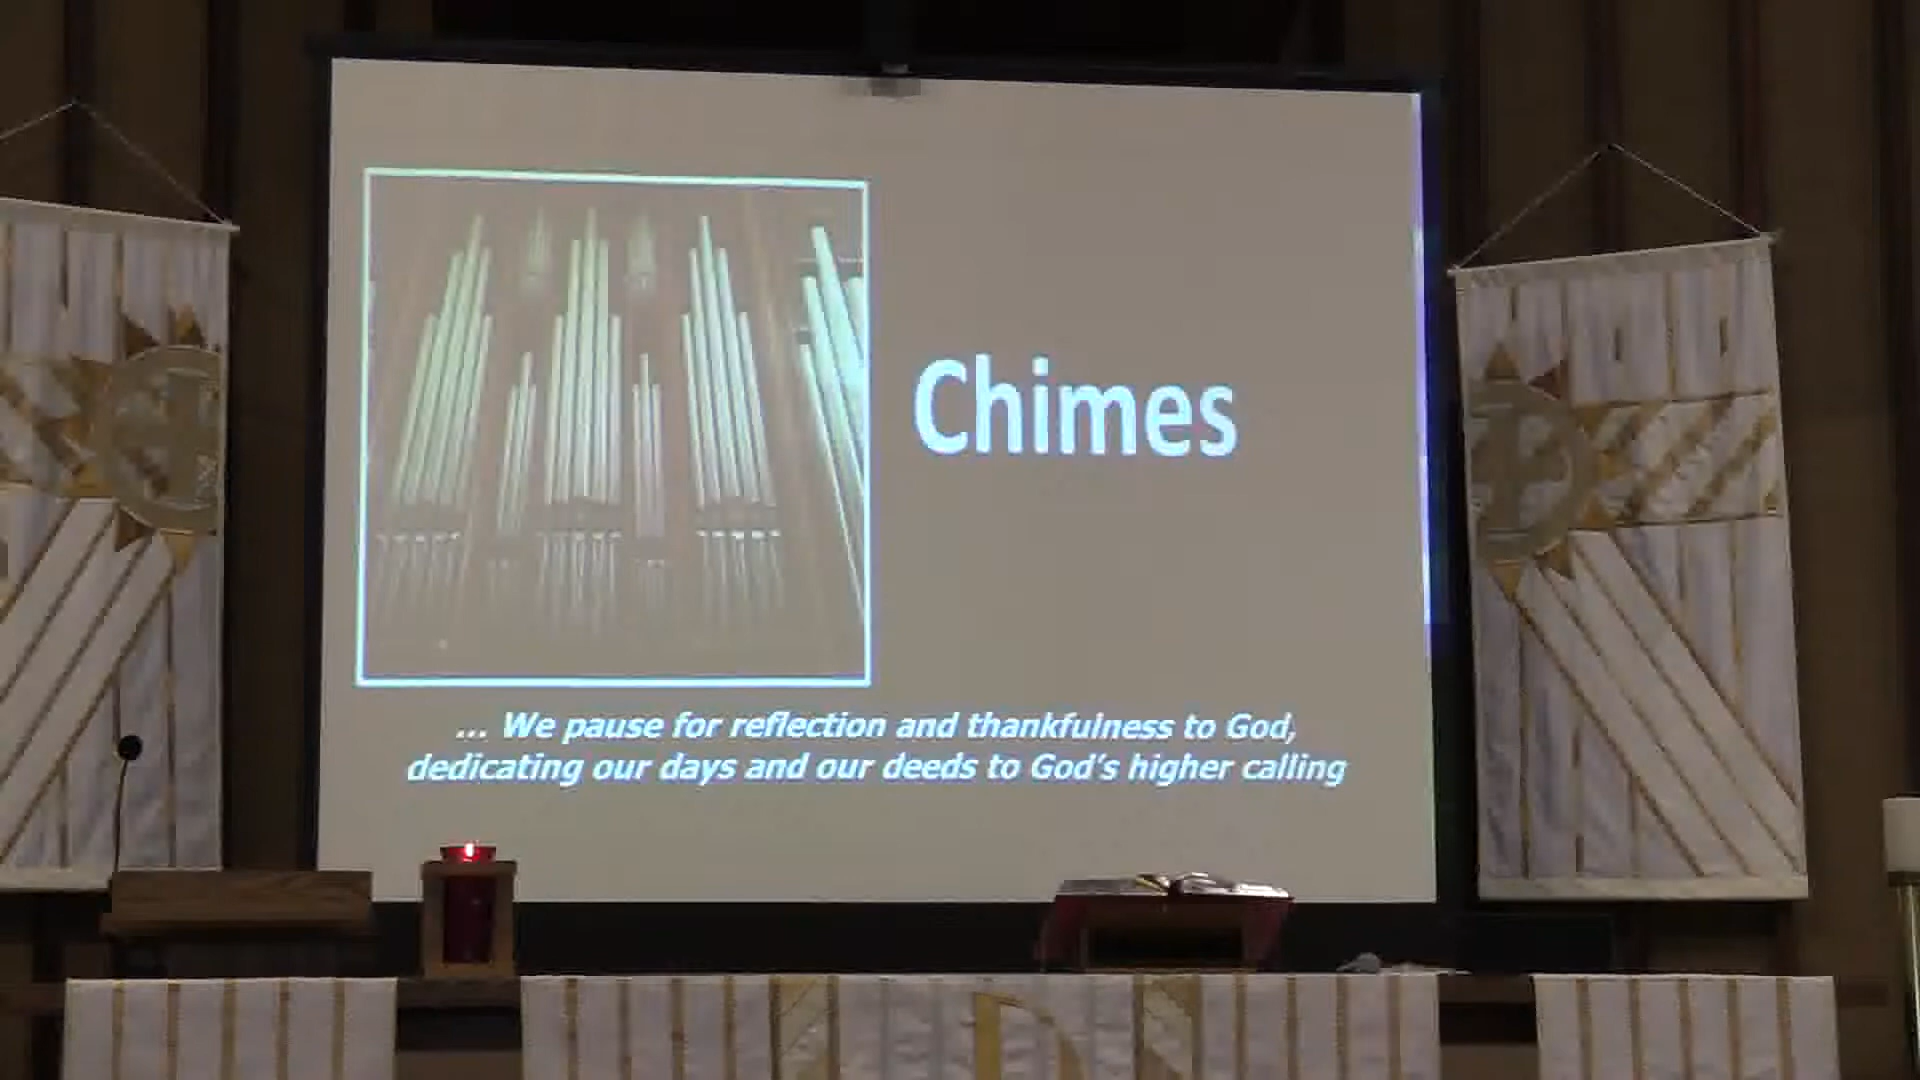 Chimes
... We pause for reflection and thankfulness to God,
dedicating our days and our deeds to God's higher calling